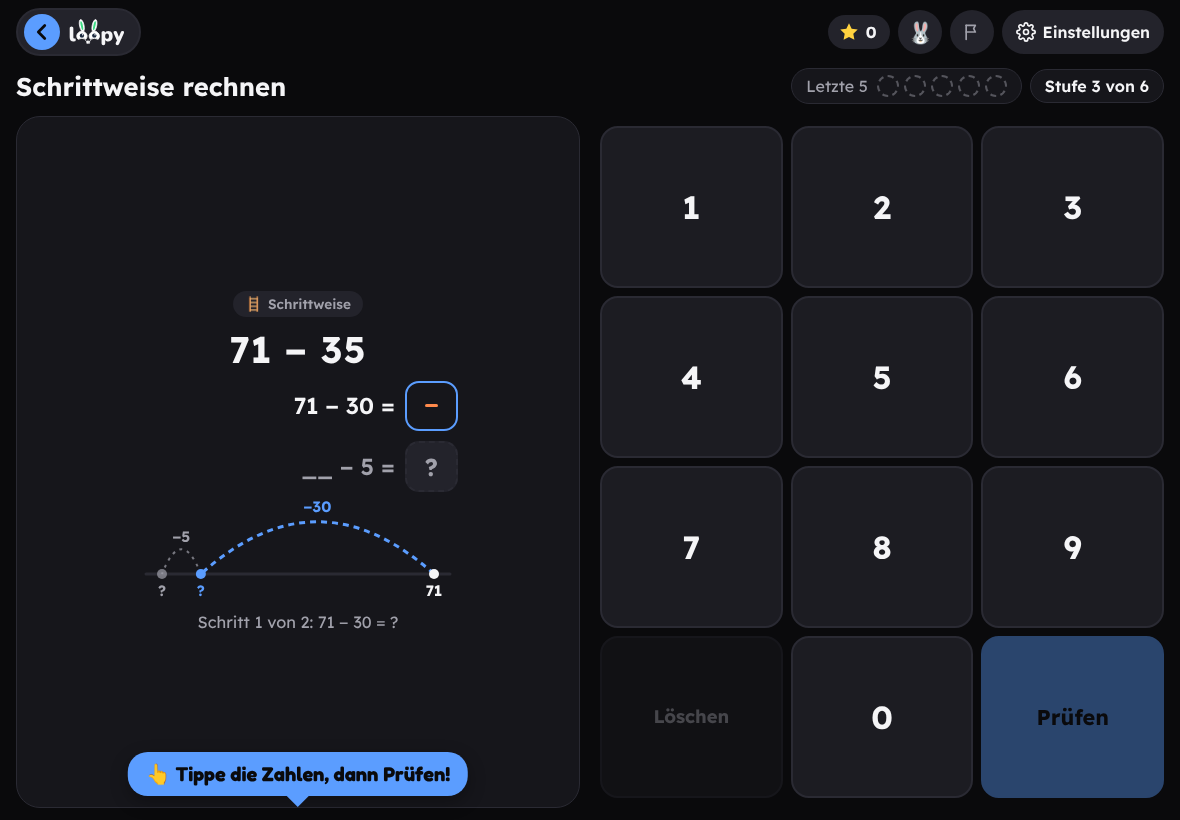 loopy
0
Einstellungen
Schrittweise rechnen
Letzte 5
Stufe 3 von 6
Schrittweise
71 – 35
71 – 30 = –
__ – 5 = ?
–30
–5
? ? 71
Schritt 1 von 2: 71 – 30 = ?
👆 Tippe die Zahlen, dann Prüfen!
1 2 3
4 5 6
7 8 9
Löschen 0 Prüfen